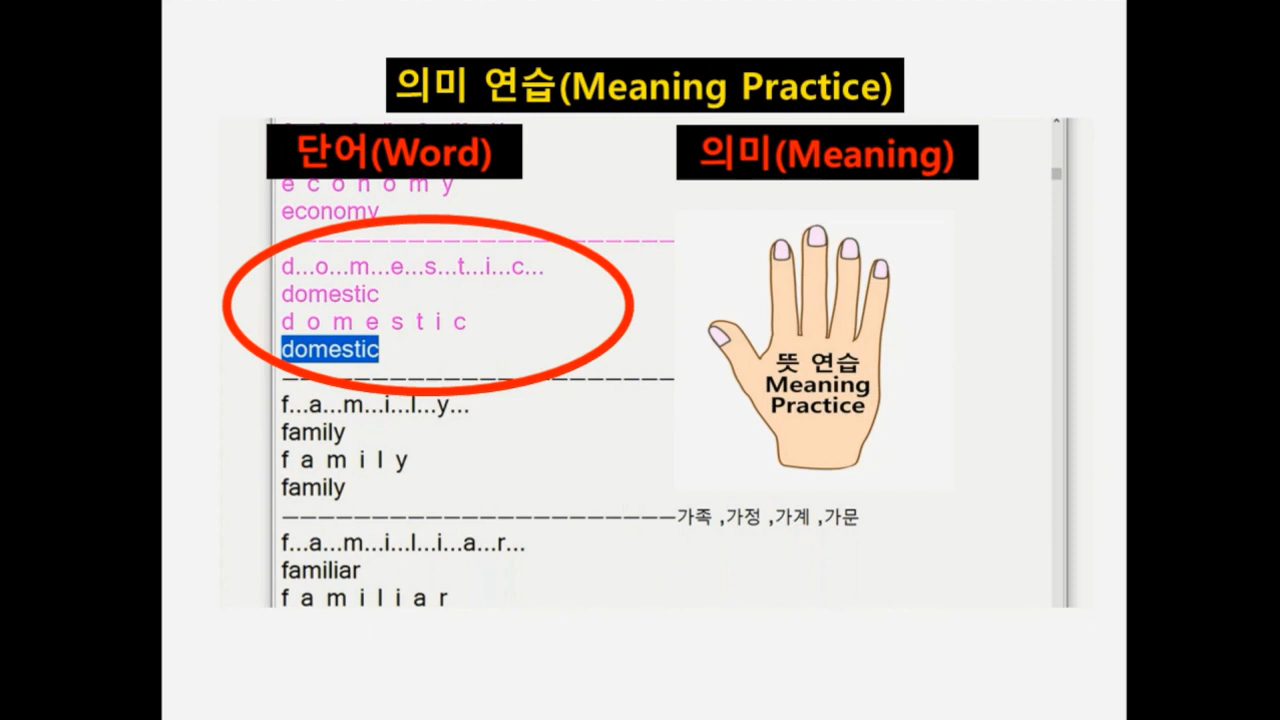 의미 연습(Meaning Practice)
단어(Word)
의미(Meaning)
e c o n o m y
economy
d...o...m...e...s...t...i...c...
domestic
d o m e s t i c
domestic
뜻 연습
Meaning
Practice
f...a...m...i...l...y...
family
f a m i l y
family
가족 ,가정 ,가계 ,가문
f...a...m...i...l...i...a...r...
familiar
f a m i l i a r